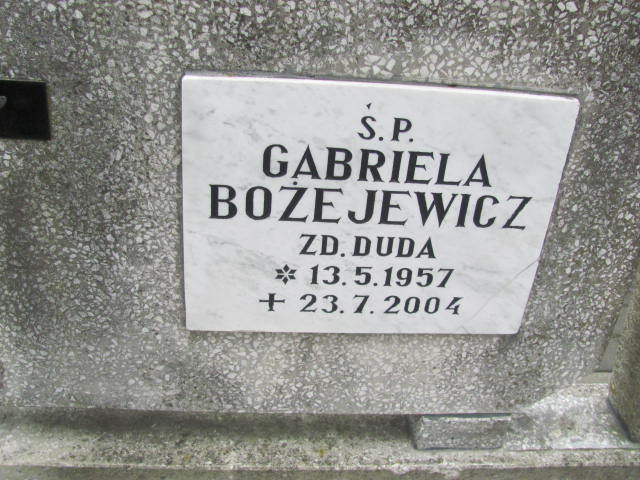 Ś.P.
GABRIELA
BOŻEJEWICZ
ZD. DUDA
* 13.5.1957
+ 23.7.2004